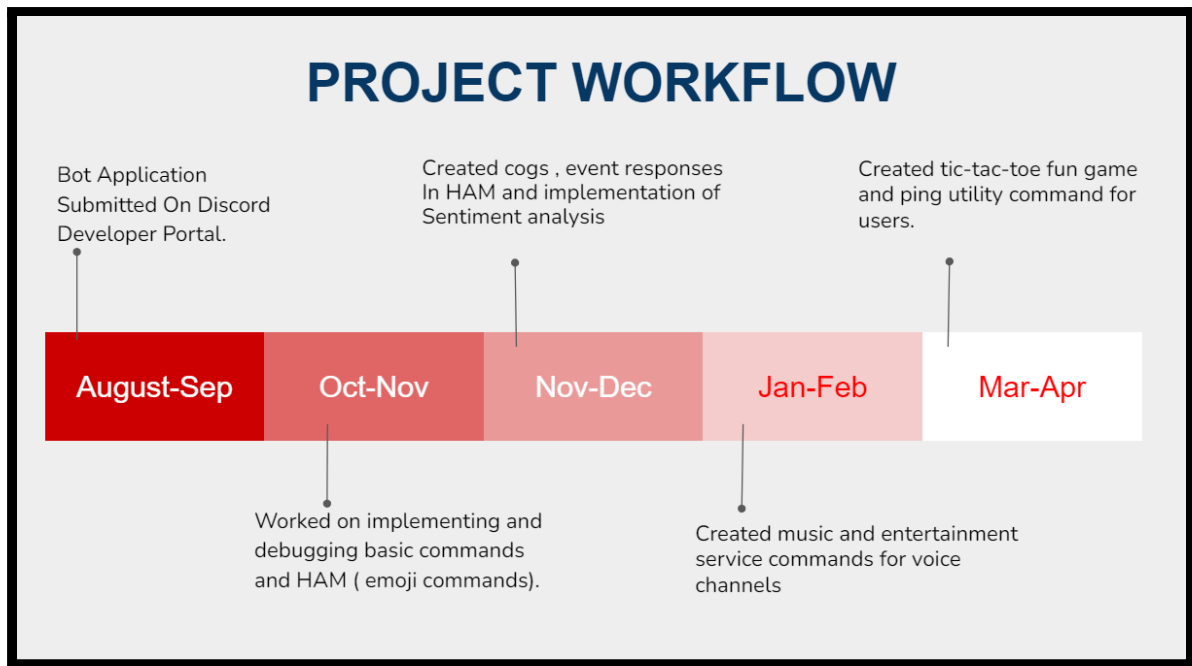 PROJECT WORKFLOW
Bot Application
Submitted On Discord
Developer Portal.
Created cogs , event responses
In HAM and implementation of
Sentiment analysis
Created tic-tac-toe fun game
and ping utility command for
users.
August-Sep
Oct-Nov
Nov-Dec
Jan-Feb
Mar-Apr
Worked on implementing and
debugging basic commands
and HAM ( emoji commands).
Created music and entertainment
service commands for voice
channels